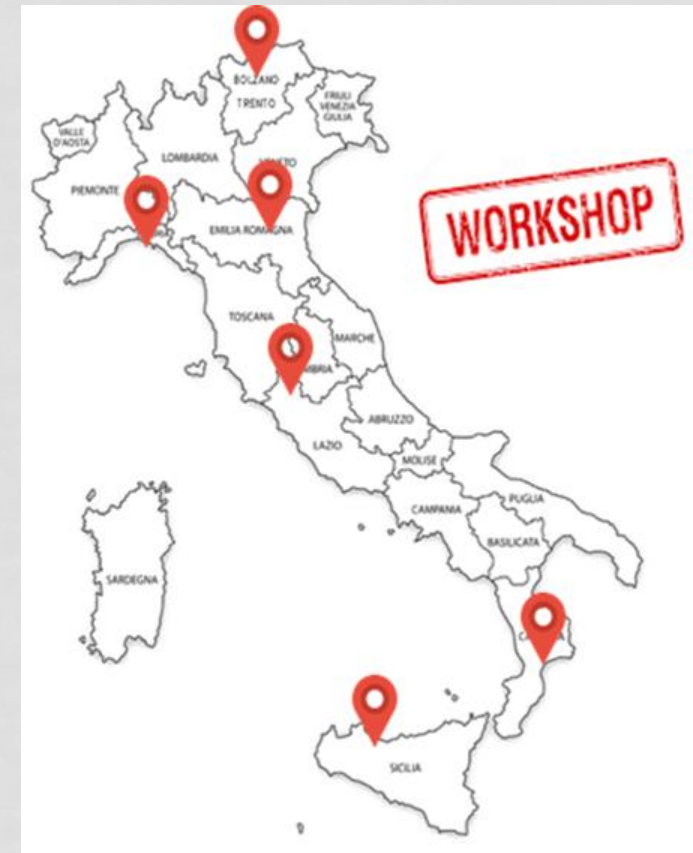 BOLZANO
TRENTO
FRIULI
VENEZIA
GIULIA
VALLE
D'AOSTA
LOMBARDIA
PIEMONTE
EMILIA ROMAGNA
WORKSHOP
TOSCANA
MARCHE
ABRUZZO
LAZIO
MOLISE
CAMPANIA
PUGLIA
BASILICATA
SARDEGNA
SICILIA